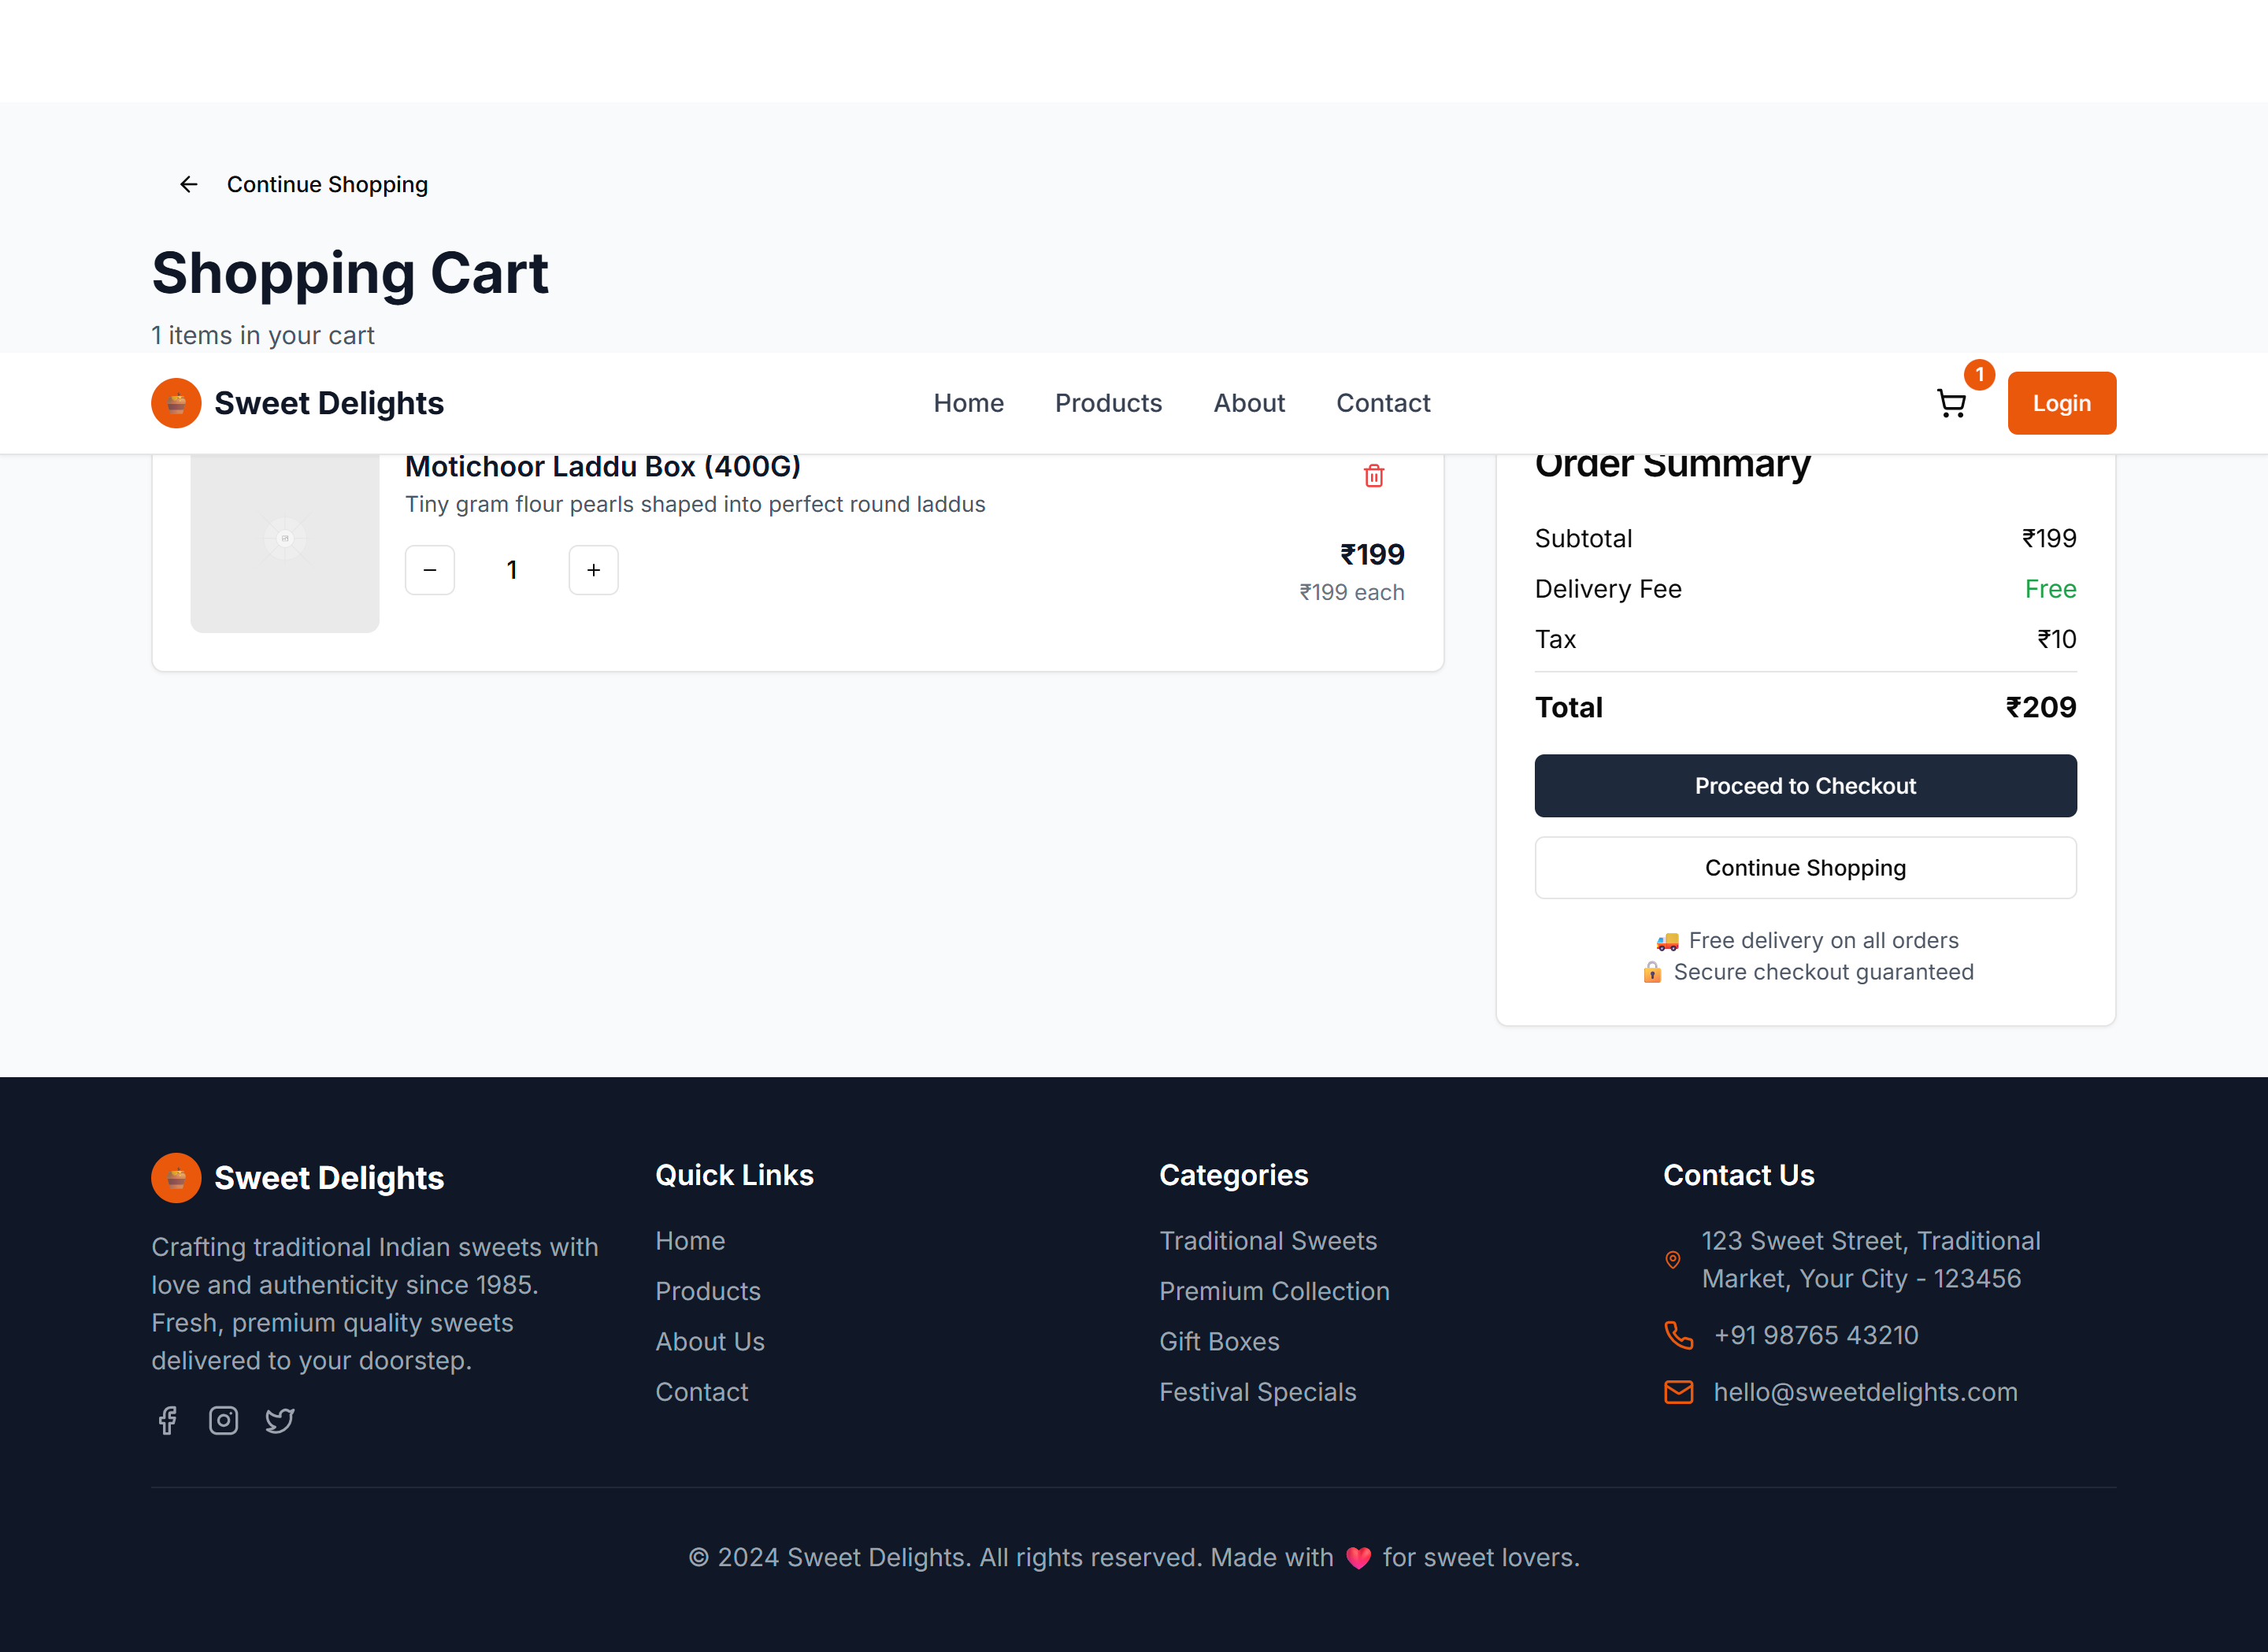 Continue Shopping
Shopping Cart
1 items in your cart
Sweet Delights
Home
Products
About
Contact
1
Login
Motichoor Laddu Box (400G)
Tiny gram flour pearls shaped into perfect round laddus
1
₹199
₹199 each
Order Summary
Subtotal ₹199
Delivery Fee Free
Tax ₹10
Total ₹209
Proceed to Checkout
Continue Shopping
🚚 Free delivery on all orders
🔒 Secure checkout guaranteed
Sweet Delights
Crafting traditional Indian sweets with
love and authenticity since 1985.
Fresh, premium quality sweets
delivered to your doorstep.
Quick Links
Home
Products
About Us
Contact
Categories
Traditional Sweets
Premium Collection
Gift Boxes
Festival Specials
Contact Us
123 Sweet Street, Traditional
Market, Your City - 123456
+91 98765 43210
hello@sweetdelights.com
© 2024 Sweet Delights. All rights reserved. Made with ❤️ for sweet lovers.